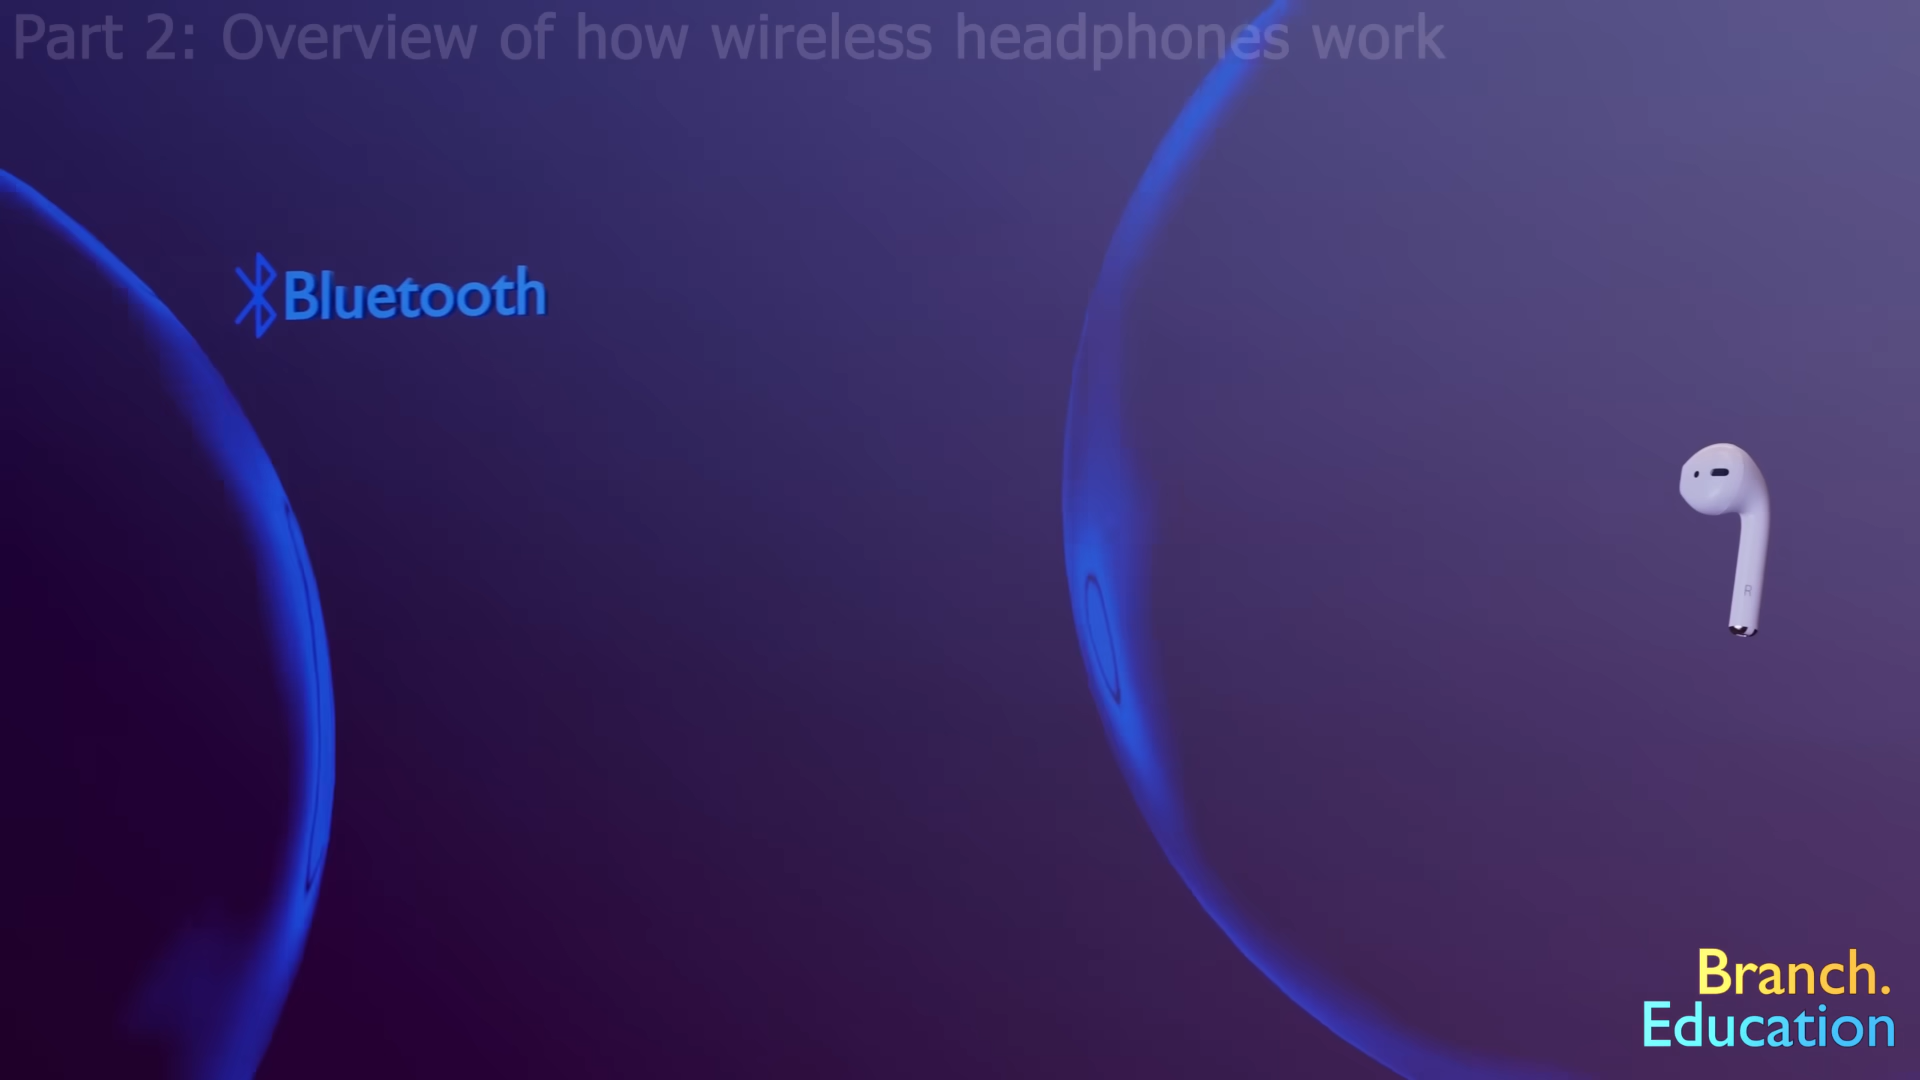 Part 2: Overview of how wireless headphones work
Bluetooth
R
Branch.
Education